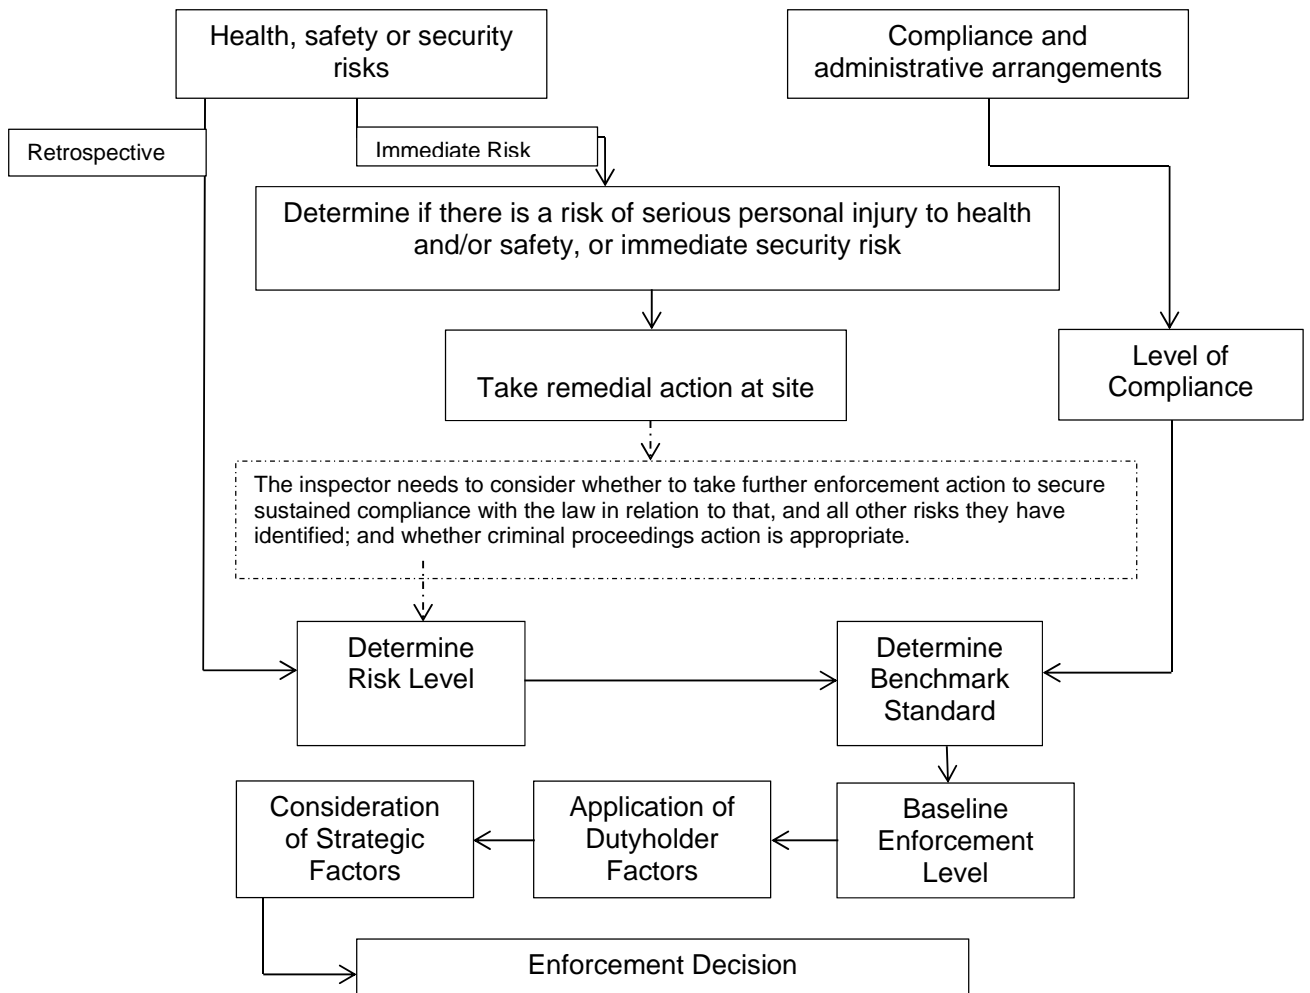 Health, safety or security
risks
Compliance and
administrative arrangements
Retrospective
Immediate Risk
Determine if there is a risk of serious personal injury to health
and/or safety, or immediate security risk
Take remedial action at site
Level of
Compliance
The inspector needs to consider whether to take further enforcement action to secure
sustained compliance with the law in relation to that, and all other risks they have
identified; and whether criminal proceedings action is appropriate.
Determine
Risk Level
Determine
Benchmark
Standard
Consideration
of Strategic
Factors
Application of
Dutyholder
Factors
Baseline
Enforcement
Level
Enforcement Decision